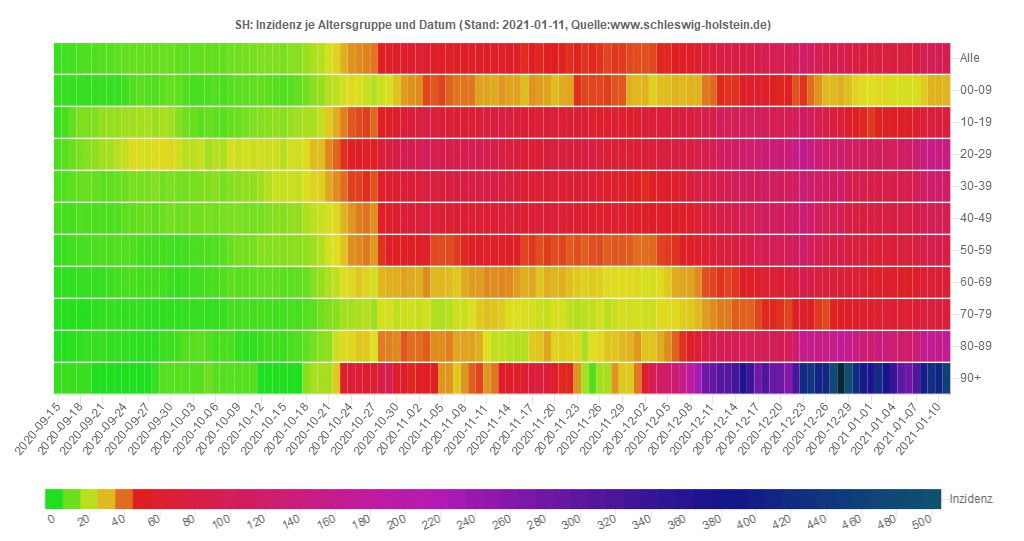 SH: Inzidenz je Altersgruppe und Datum (Stand: 2021-01-11, Quelle:www.schleswig-holstein.de)
Alle
00-09
10-19
20-29
30-39
40-49
50-59
60-69
70-79
80-89
90+
2020-09-15 2020-09-18 2020-09-21 2020-09-24 2020-09-27 2020-09-30 2020-10-03 2020-10-06 2020-10-09 2020-10-12 2020-10-15 2020-10-18 2020-10-21 2020-10-24 2020-10-27 2020-10-30 2020-11-02 2020-11-05 2020-11-08 2020-11-11 2020-11-14 2020-11-17 2020-11-20 2020-11-23 2020-11-26 2020-11-29 2020-12-02 2020-12-05 2020-12-08 2020-12-11 2020-12-14 2020-12-17 2020-12-20 2020-12-23 2020-12-26 2020-12-29 2021-01-01 2021-01-04 2021-01-07 2021-01-10
Inzidenz
0 20 40 60 80 100 120 140 160 180 200 220 240 260 280 300 320 340 360 380 400 420 440 460 480 500